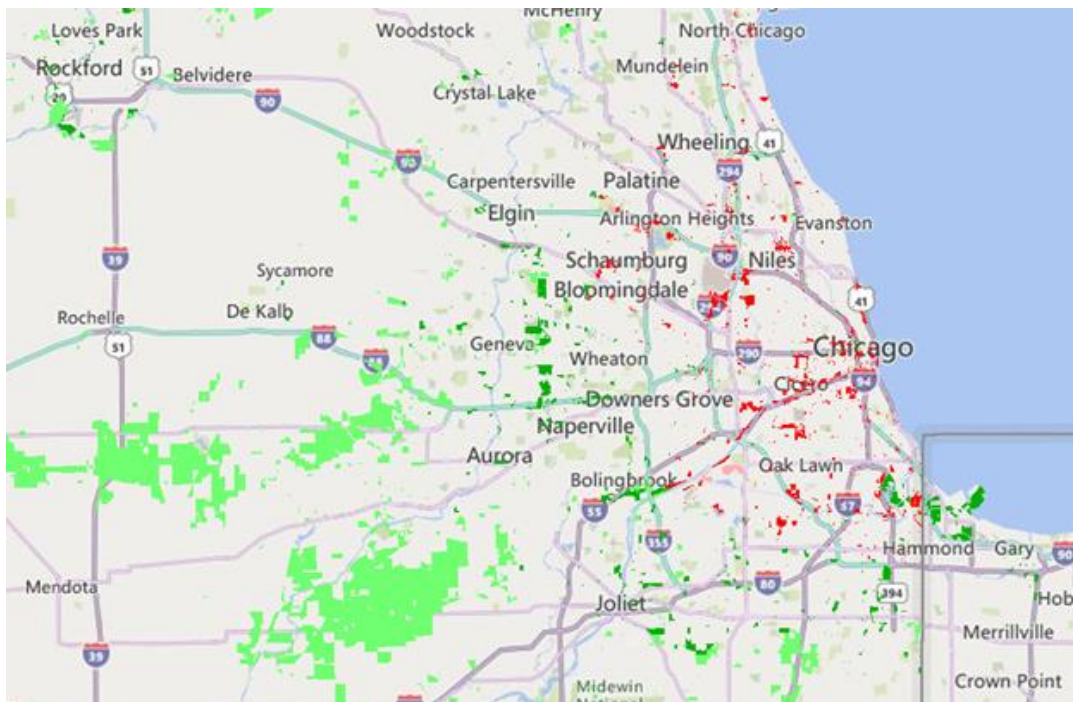 McHenry
Loves Park
Woodstock
North Chicago
Rockford
51
Belvidere
Mundelein
20
90
Crystal Lake
Wheeling
41
90
294
Carpentersville
Palatine
Elgin
Arlington Heights
Evanston
39
90
Niles
Sycamore
Schaumburg
Bloomingdale
41
Rochelle
De Kalb
51
88
Geneva
290
Chicago
88
Wheaton
Cicero
94
Downers Grove
Naperville
Aurora
Oak Lawn
Bolingbrook
55
57
355
Hammond
Gary
90
Mendota
80
394
Joliet
Hob
Merrillville
39
Crown Point
Midewin
National